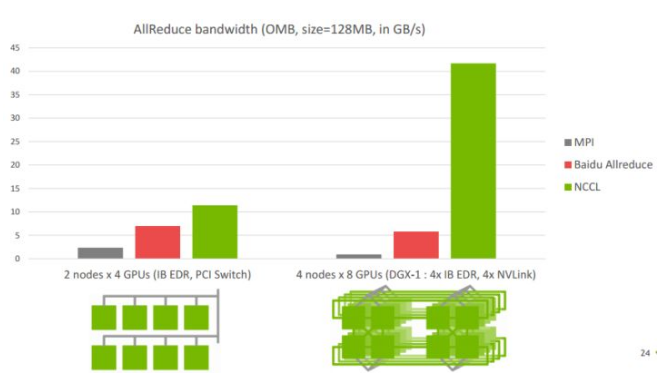 AllReduce bandwidth (OMB, size=128MB, in GB/s)
45
40
35
30
25
20
15
10
5
0
MPI
Baidu Allreduce
NCCL
2 nodes x 4 GPUs (IB EDR, PCI Switch)
4 nodes x 8 GPUs (DGX-1 : 4x IB EDR, 4x NVLink)
24